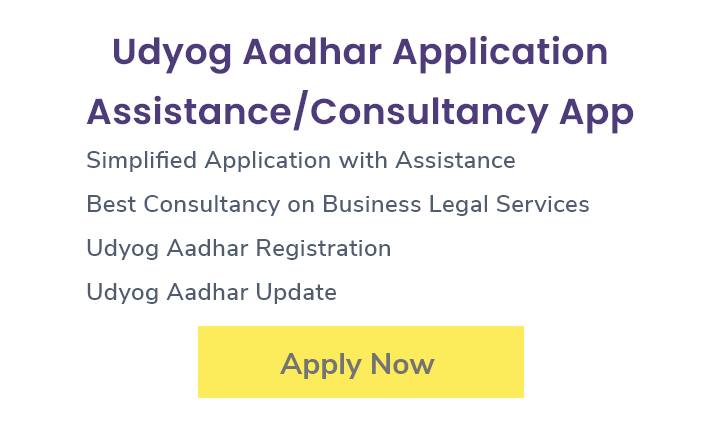 Udyog Aadhar Application
Assistance/Consultancy App
Simplified Application with Assistance
Best Consultancy on Business Legal Services
Udyog Aadhar Registration
Udyog Aadhar Update
Apply Now